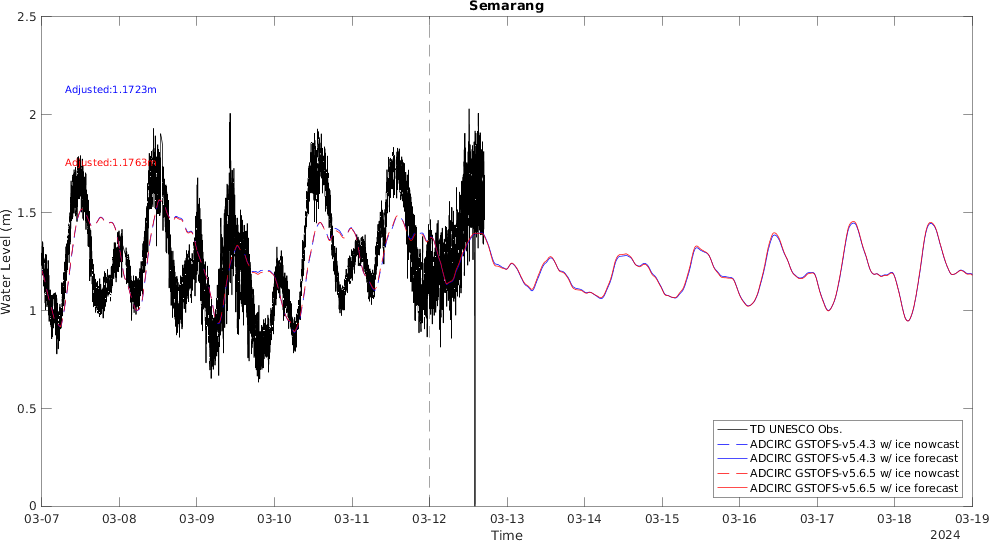 Semarang
2.5
2
1.5
1
0.5
0
Water Level (m)
Adjusted:1.1723m
Adjusted:1.1763m
TD UNESCO Obs.
ADCIRC GSTOFS-v5.4.3 w/ ice nowcast
ADCIRC GSTOFS-v5.4.3 w/ ice forecast
ADCIRC GSTOFS-v5.6.5 w/ ice nowcast
ADCIRC GSTOFS-v5.6.5 w/ ice forecast
03-07 03-08 03-09 03-10 03-11 03-12 03-13 03-14 03-15 03-16 03-17 03-18 03-19
Time
2024